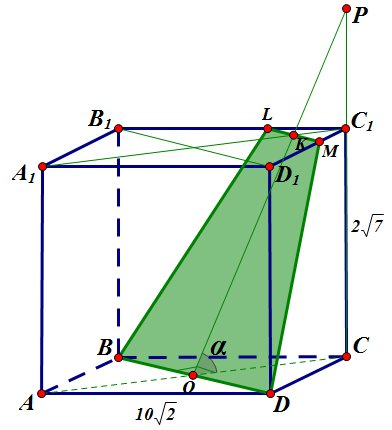 P
B₁ L C₁
K
M
A₁ D₁
2√7
B α C
O
A D
10√2